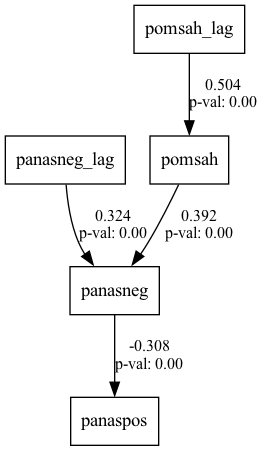 pomsah_lag
0.504
p-val: 0.00
panasneg_lag
pomsah
0.324
p-val: 0.00
0.392
p-val: 0.00
panasneg
-0.308
p-val: 0.00
panaspos